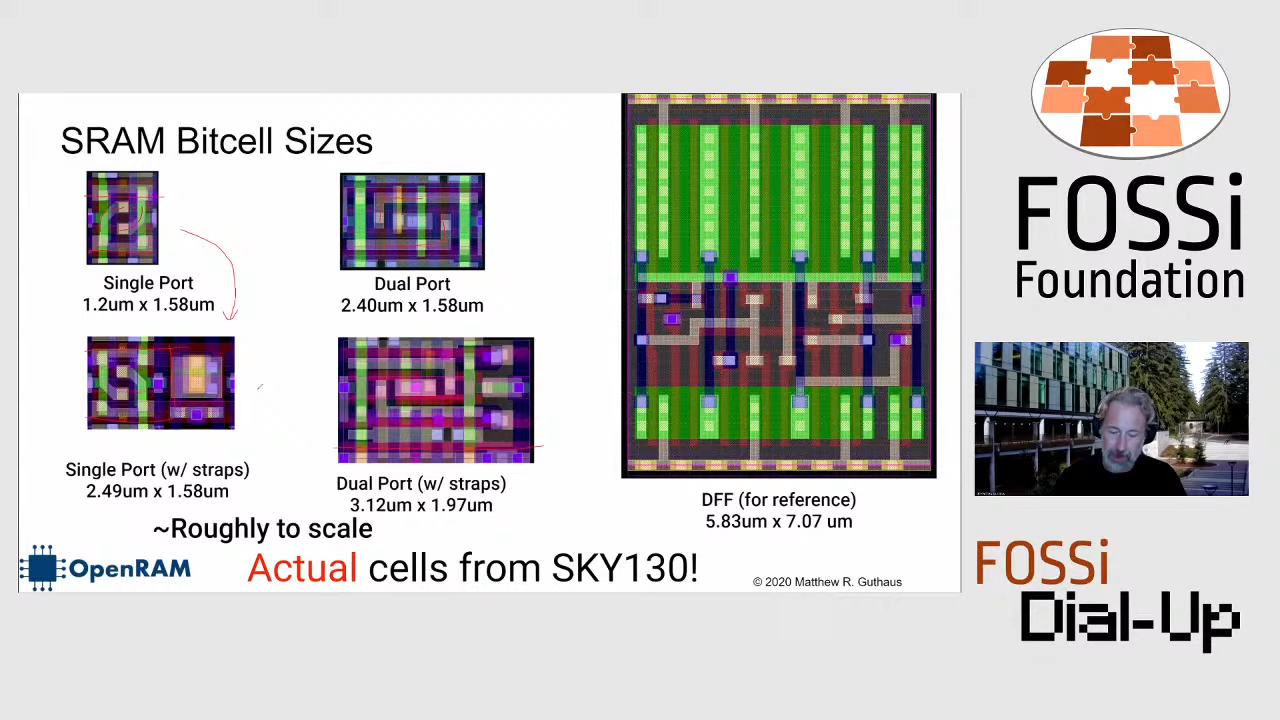 SRAM Bitcell Sizes
Single Port
1.2um x 1.58um
Dual Port
2.40um x 1.58um
Single Port (w/ straps)
2.49um x 1.58um
Dual Port (w/ straps)
3.12um x 1.97um
DFF (for reference)
5.83um x 7.07 um
~Roughly to scale
OpenRAM
Actual cells from SKY130!
© 2020 Matthew R. Guthaus
FOSSi
Foundation
FOSSi
Dial-Up